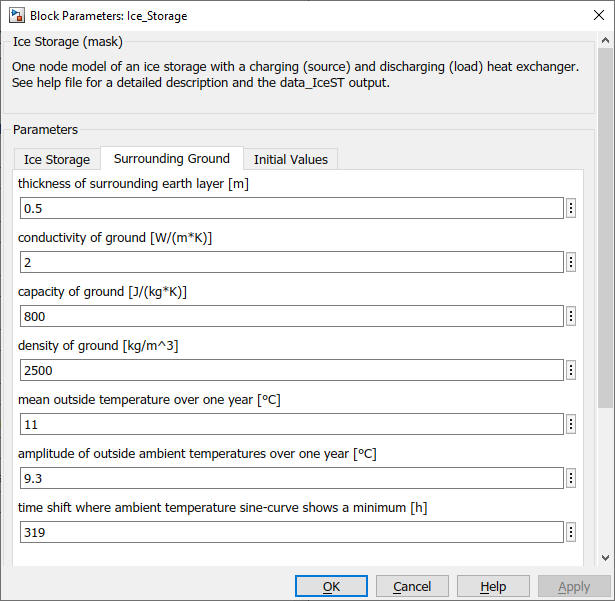 Block Parameters: Ice_Storage
Ice Storage (mask)
One node model of an ice storage with a charging (source) and discharging (load) heat exchanger.
See help file for a detailed description and the data_IceST output.
Parameters
Ice Storage
Surrounding Ground
Initial Values
thickness of surrounding earth layer [m]
0.5
conductivity of ground [W/(m*K)]
2
capacity of ground [J/(kg*K)]
800
density of ground [kg/m^3]
2500
mean outside temperature over one year [°C]
11
amplitude of outside ambient temperatures over one year [°C]
9.3
time shift where ambient temperature sine-curve shows a minimum [h]
319
OK
Cancel
Help
Apply